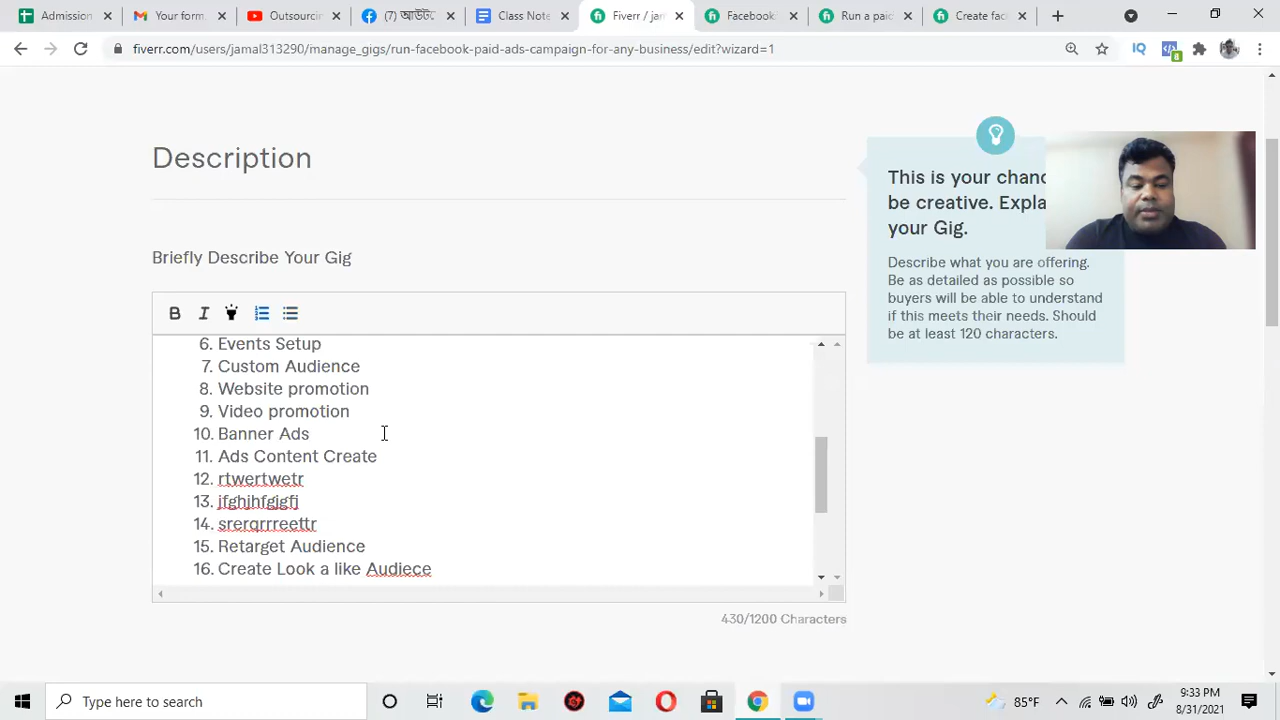 Admission
Your form
Outsourci
Class Note
Fiverr / jam
Facebook
Run a paid
Create fac
fiverr.com/users/jamal313290/manage_gigs/run-facebook-paid-ads-campaign-for-any-business/edit?wizard=1
Description
This is your chanc
be creative. Expla
your Gig.
Describe what you are offering.
Be as detailed as possible so
buyers will be able to understand
if this meets their needs. Should
be at least 120 characters.
Briefly Describe Your Gig
B I
6. Events Setup
7. Custom Audience
8. Website promotion
9. Video promotion
10. Banner Ads
11. Ads Content Create
12. rtwertwetr
13. jfghjhfgjgfj
14. srerqrrreettr
15. Retarget Audience
16. Create Look a like Audiece
430/1200 Characters
Type here to search
85°F
9:33 PM
8/31/2021